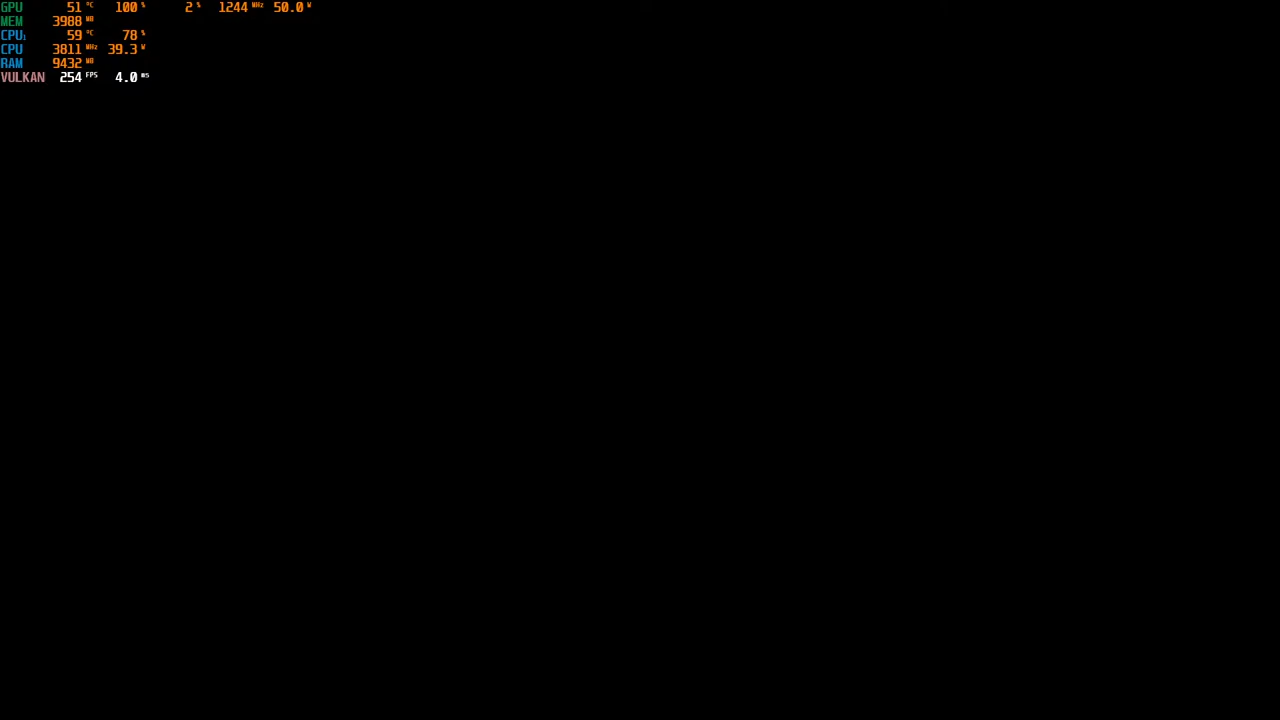 GPU 51 °C 100 % 2 % 1244 MHz 50.0 W
MEM 3988 MB
CPU1 59 °C 78 %
CPU 3811 MHz 39.3 W
RAM 9432 MB
VULKAN 254 FPS 4.0 ms